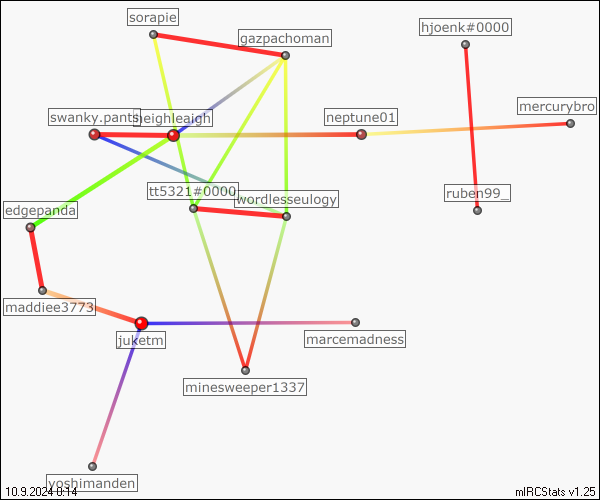 sorapie
gazpachoman
hjoenk#0000
mercurybro
swanky.pants
heighleaigh
neptune01
tt5321#0000
wordlesseulogy
ruben99_
edgepanda
maddiee3773
juketm
marcemadness
minesweeper1337
yoshimanden
10.9.2024 0:14
mIRCStats v1.25